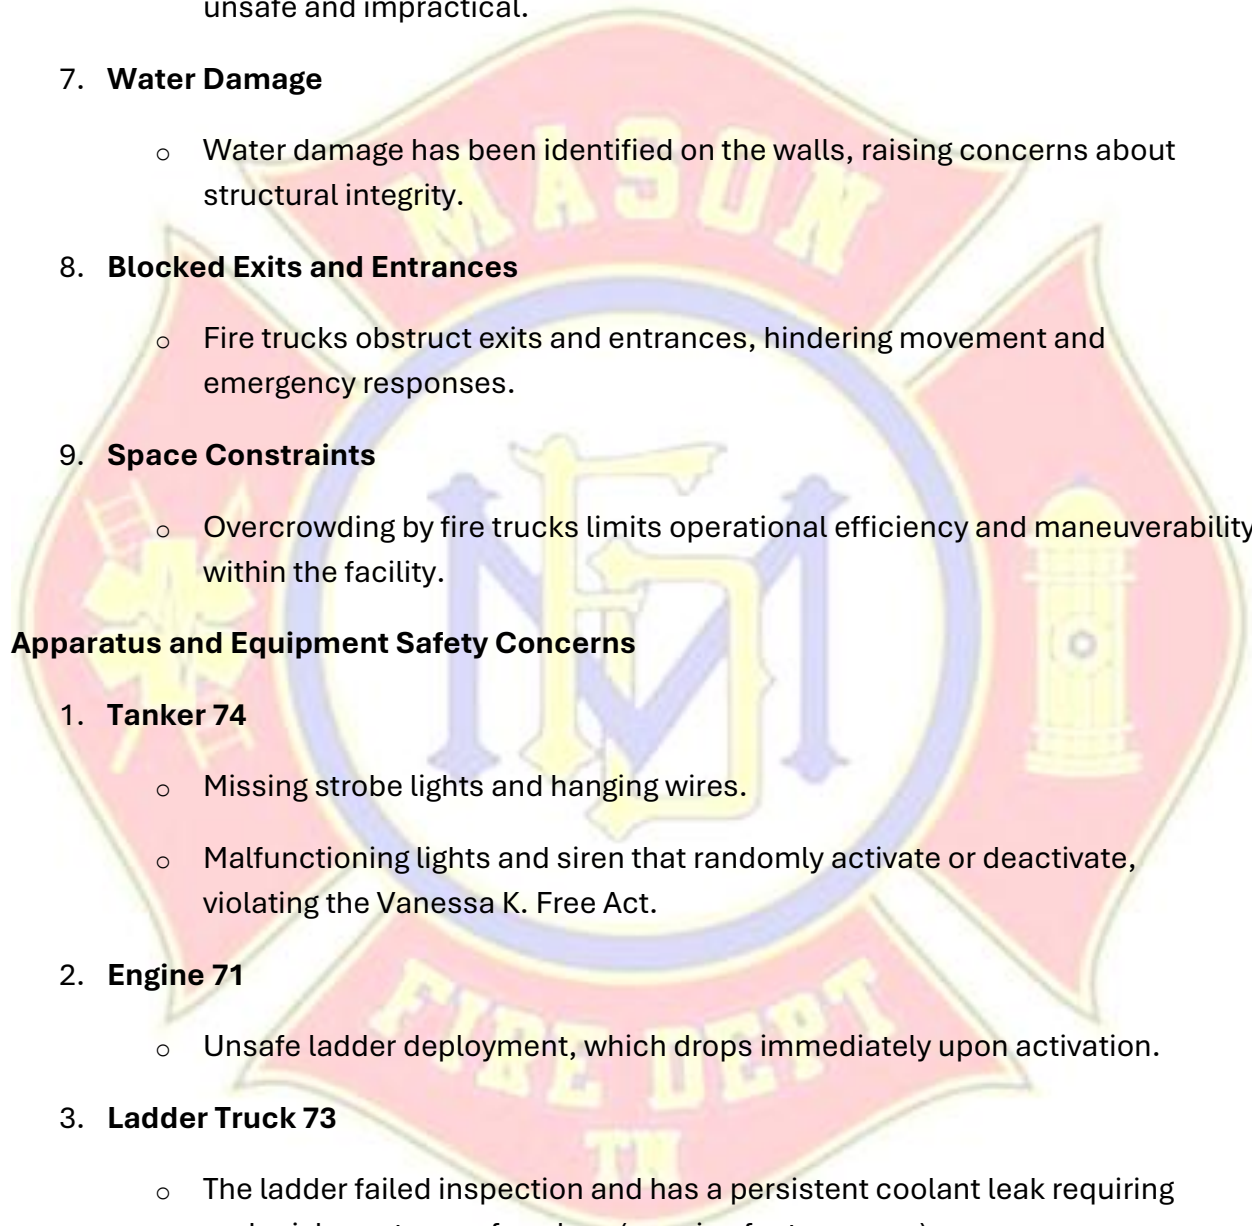 unsafe and impractical.
7. Water Damage
o Water damage has been identified on the walls, raising concerns about
structural integrity.
8. Blocked Exits and Entrances
o Fire trucks obstruct exits and entrances, hindering movement and
emergency responses.
9. Space Constraints
o Overcrowding by fire trucks limits operational efficiency and maneuverability
within the facility.
Apparatus and Equipment Safety Concerns
1. Tanker 74
o Missing strobe lights and hanging wires.
o Malfunctioning lights and siren that randomly activate or deactivate,
violating the Vanessa K. Free Act.
2. Engine 71
o Unsafe ladder deployment, which drops immediately upon activation.
3. Ladder Truck 73
o The ladder failed inspection and has a persistent coolant leak requiring
MASON
MFD
FIRE DEPT
TN